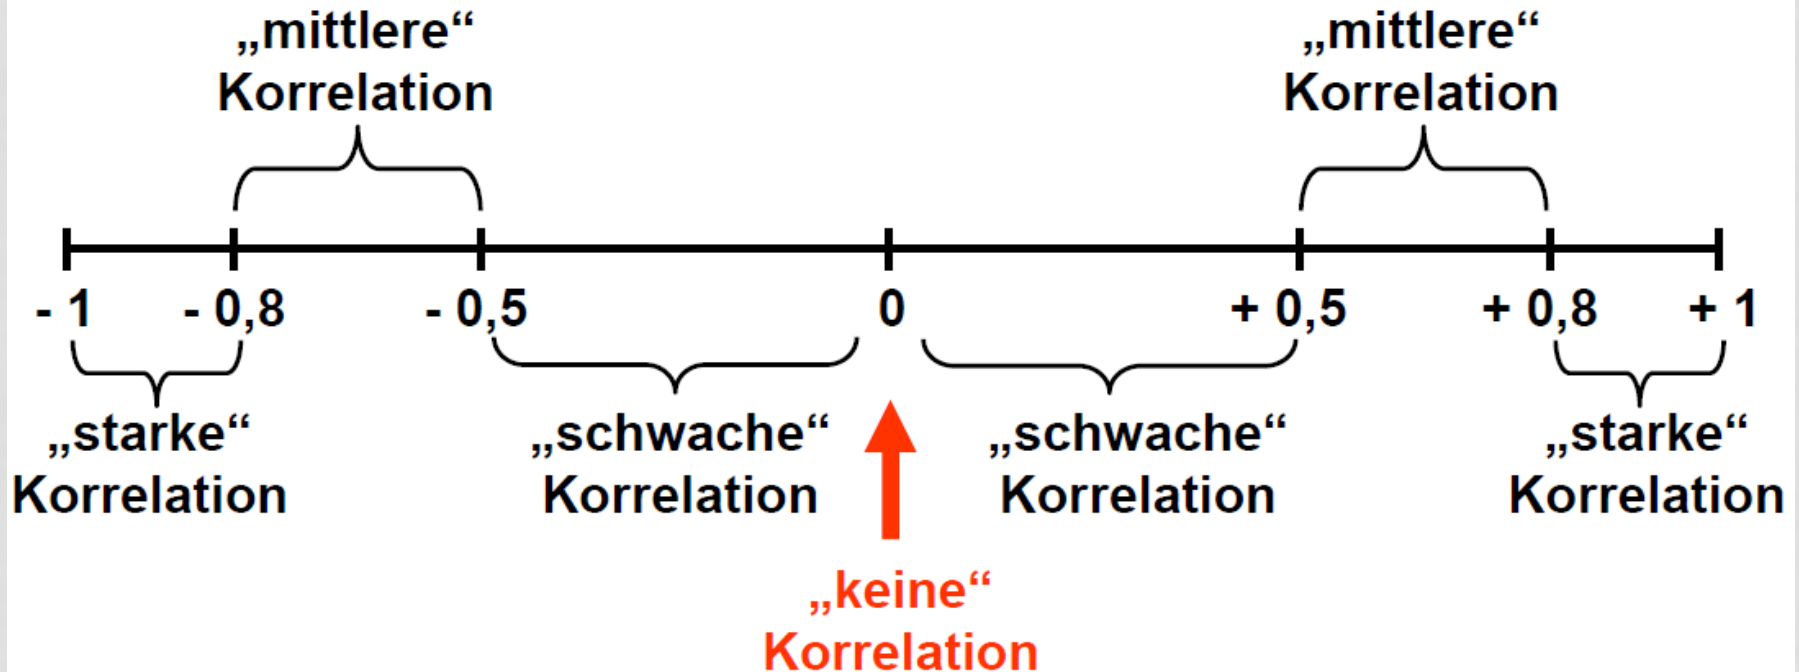 „mittlere“
Korrelation
„mittlere“
Korrelation
- 1
- 0,8
- 0,5
0
+ 0,5
+ 0,8
+ 1
„starke“
Korrelation
„schwache“
Korrelation
„schwache“
Korrelation
„starke“
Korrelation
„keine“
Korrelation